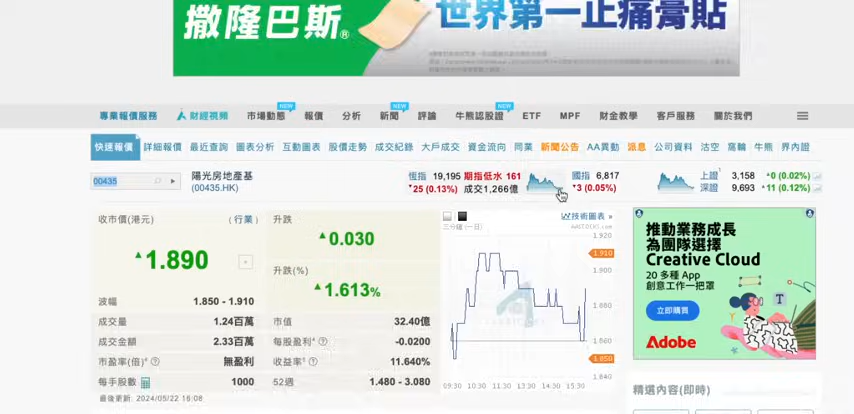 撒隆巴斯®
世界第一止痛膏貼
專業報價服務 財經視頻 市場動態 NEW 報價 分析 新聞 NEW 評論 牛熊認股證 NEW ETF MPF 財金教學 客戶服務 關於我們
快速報價 詳細報價 最近查詢 圖表分析 互動圖表 股價走勢 成交紀錄 大戶成交 資金流向 同業 新聞公告 AA異動 派息 公司資料 沽空 窩輪 牛熊 界內證
00435 陽光房地產基 恆指 19,195 期指低水 161 國指 6,817 上證 3,158 ▲0 (0.02%)
(00435.HK) ▼25 (0.13%) 成交1,266億 ▼3 (0.05%) 深證 9,693 ▲11 (0.12%)
收市價(港元) (行業) 升跌 技術圖表 »
三分鐘 (一日) AASTOCKS.COM
▲1.890 ▲0.030
升跌(%)
▲1.613%
波幅 1.850 - 1.910
成交量 1.24百萬 市值 32.40億
成交金額 2.33百萬 每股盈利 -0.0200
市盈率(倍) 無盈利 收益率 11.640%
每手股數 1000 52週 1.480 - 3.080
最後更新: 2024/05/22 16:08
1.920
1.910
1.900
1.880
1.860
1.850
1.840
09:30 10:30 11:30 13:30 14:30 15:30
推動業務成長
為團隊選擇
Creative Cloud
20 多種 App
創意工作一把罩
立即購買
T
Adobe
精選內容(即時)